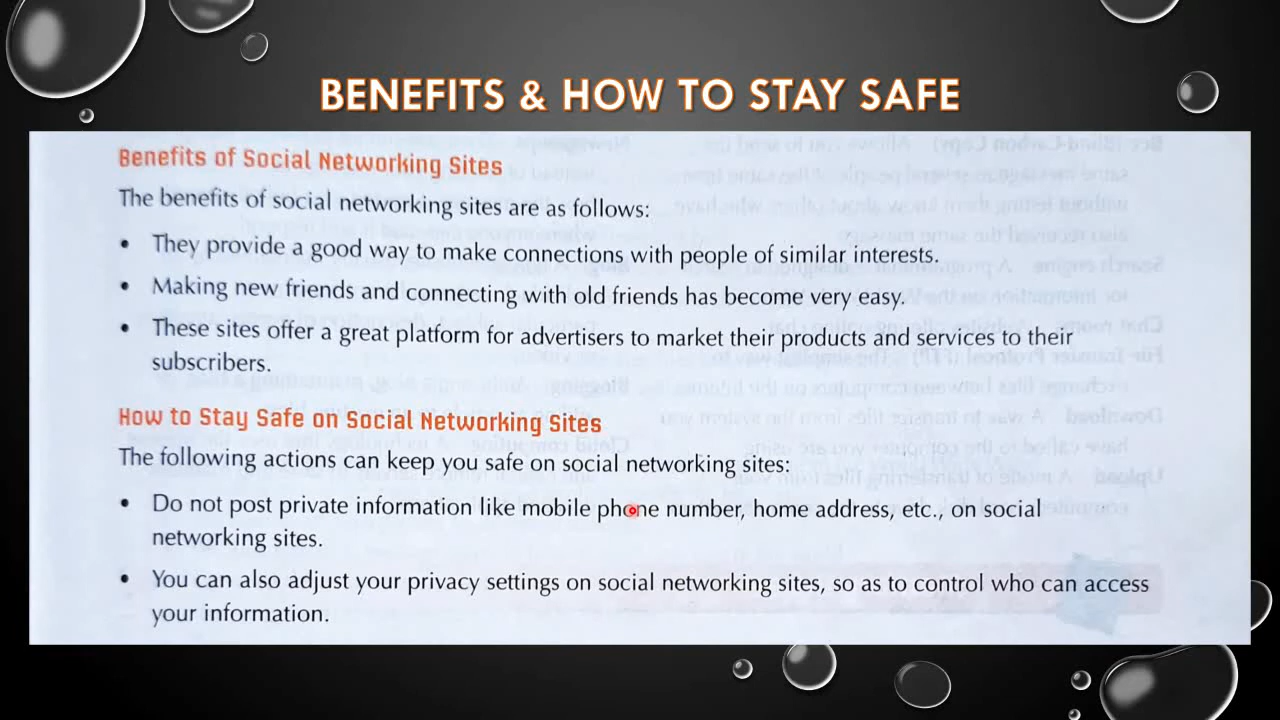 BENEFITS & HOW TO STAY SAFE
Benefits of Social Networking Sites
The benefits of social networking sites are as follows:
• They provide a good way to make connections with people of similar interests.
• Making new friends and connecting with old friends has become very easy.
• These sites offer a great platform for advertisers to market their products and services to their
subscribers.
How to Stay Safe on Social Networking Sites
The following actions can keep you safe on social networking sites:
• Do not post private information like mobile phone number, home address, etc., on social
networking sites.
• You can also adjust your privacy settings on social networking sites, so as to control who can access
your information.